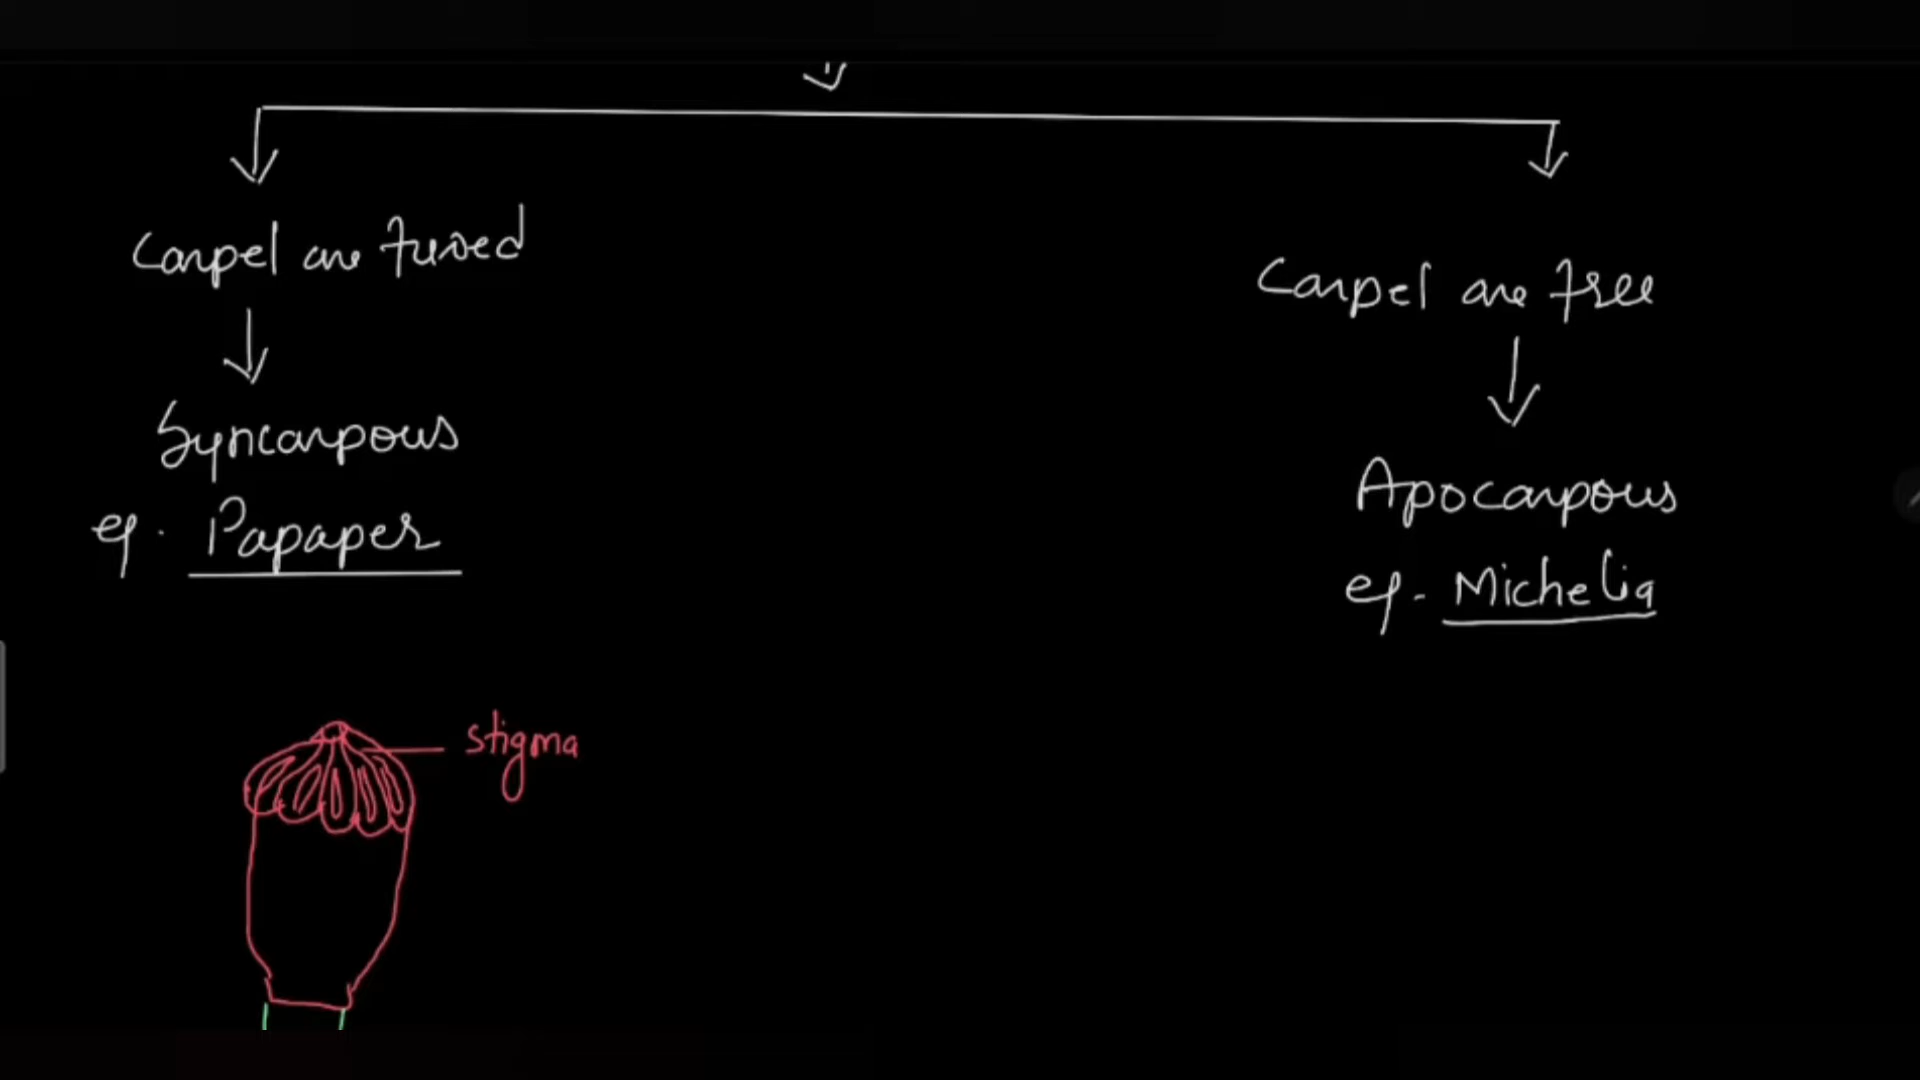 Carpel are fused
Carpel are free
Syncarpous
Apocarpous
eg. Papaper
eg. Michelia
stigma